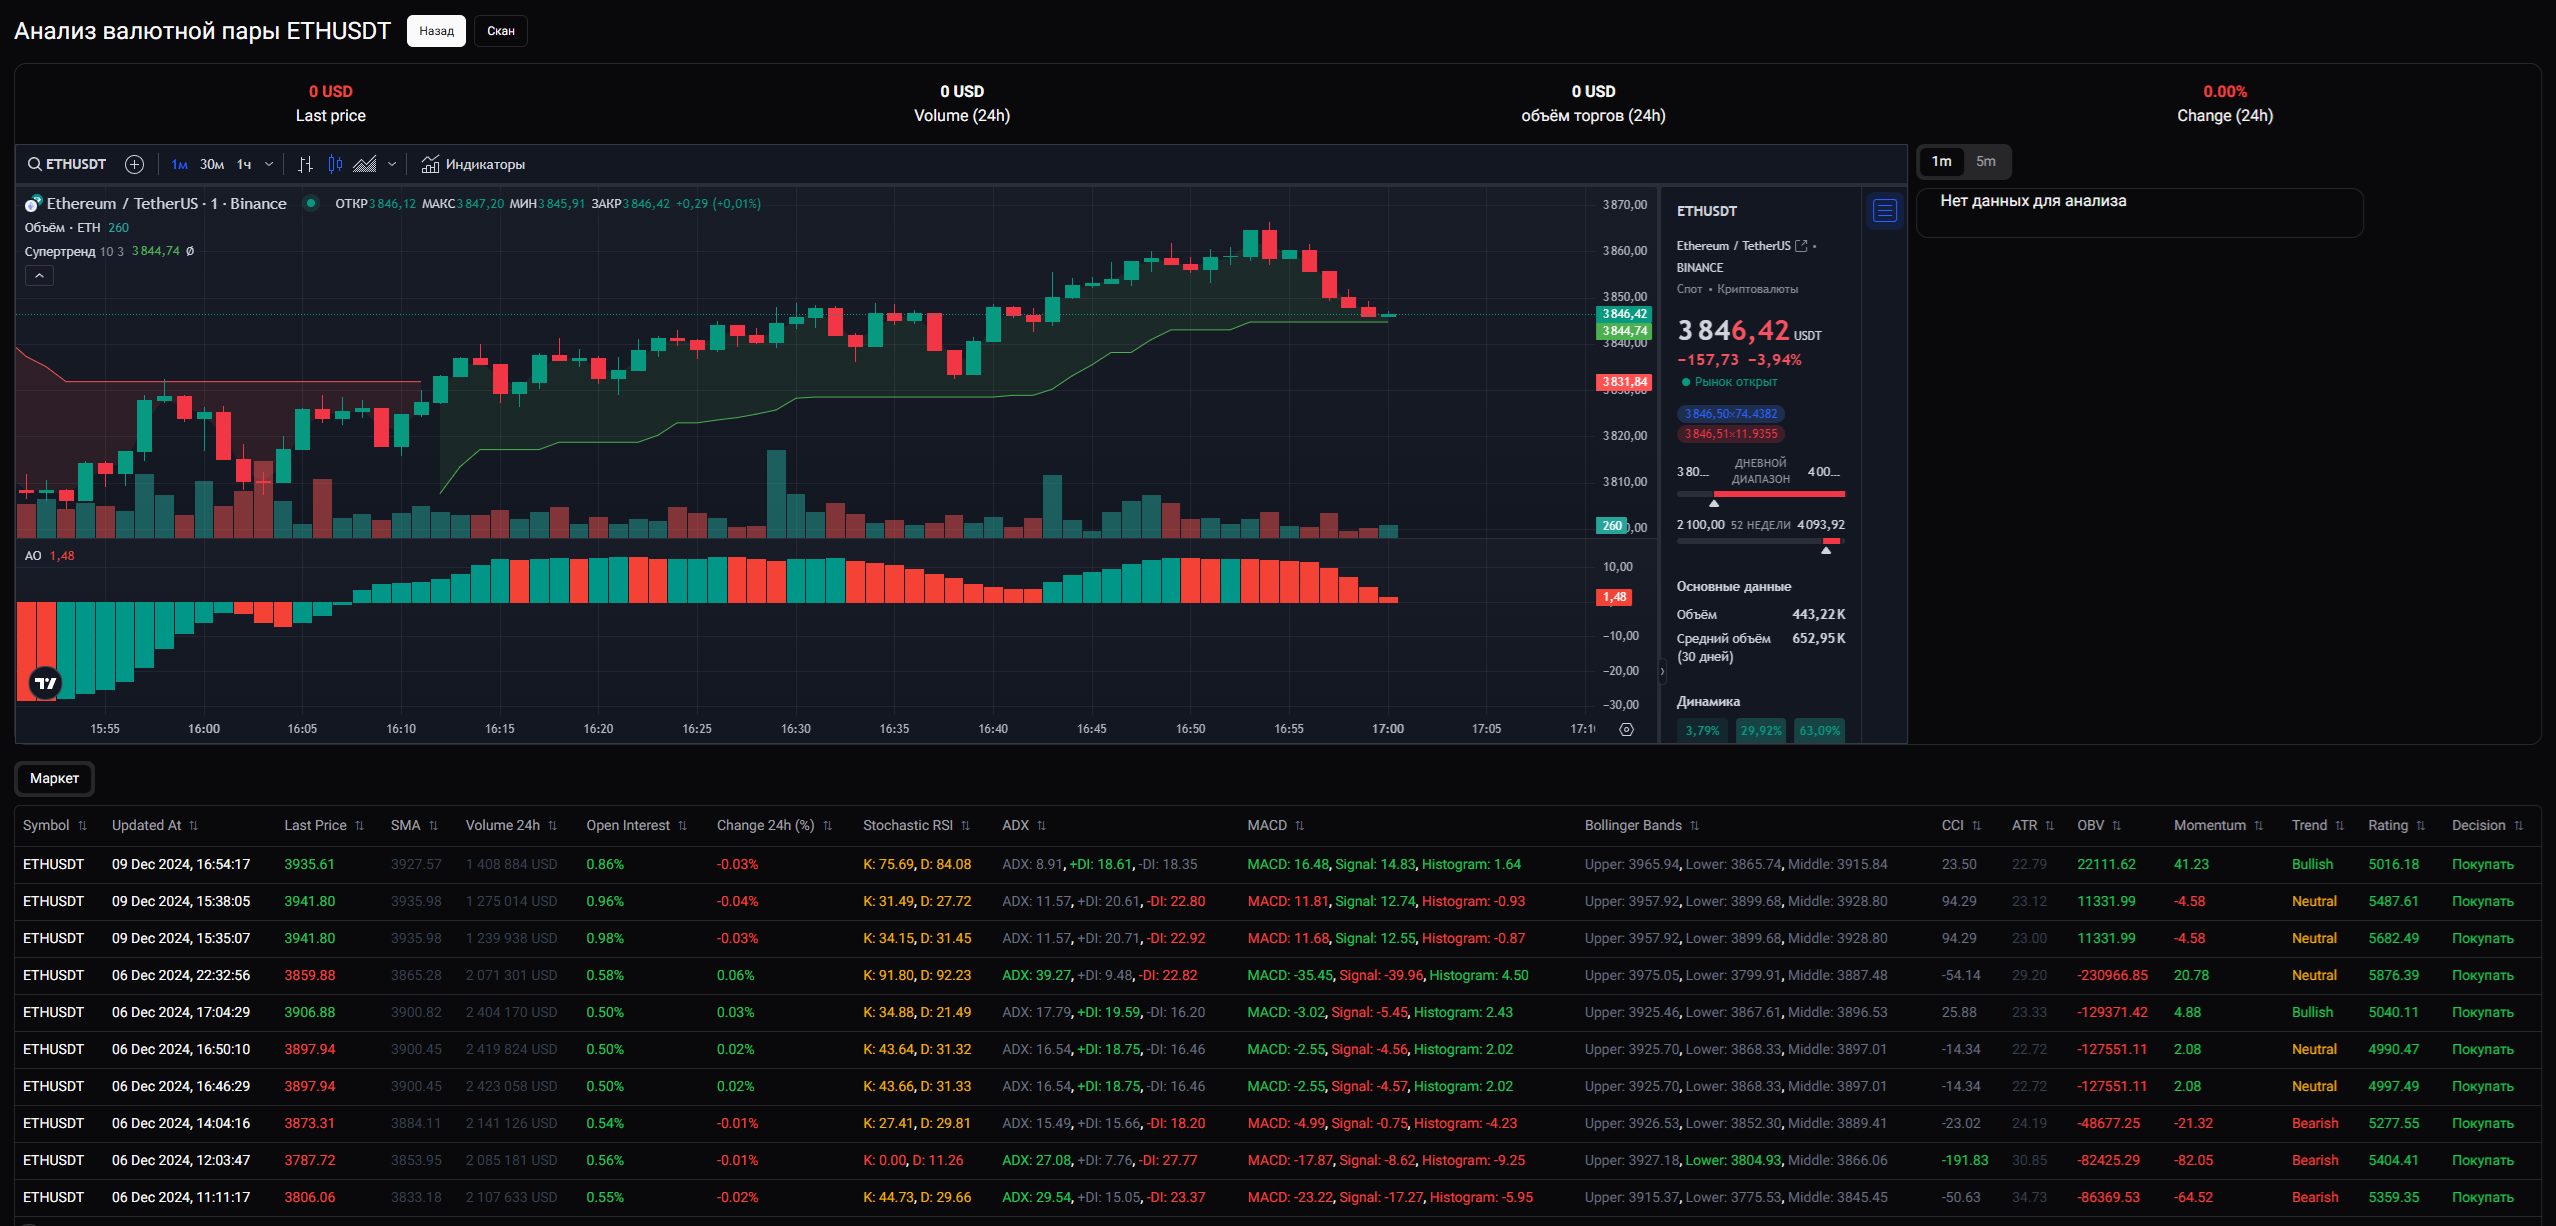 Анализ валютной пары ETHUSDT Назад Скан
0 USD 0 USD 0 USD 0.00%
Last price Volume (24h) объём торгов (24h) Change (24h)
ETHUSDT 1м 30м 1ч Индикаторы
1m 5m
Нет данных для анализа
Ethereum / TetherUS · 1 · Binance ОТКР3 846,12 МАКС3 847,20 МИН3 845,91 ЗАКР3 846,42 +0,29 (+0,01%)
Объём · ETH 260
Супертренд 10 3 3 844,74 Ø
3 870,00
3 860,00
3 850,00
3 846,42
3 844,74
3 840,00
3 831,84
3 820,00
3 810,00
260
AO 1,48
10,00
1,48
−10,00
−20,00
−30,00
15:55 16:00 16:05 16:10 16:15 16:20 16:25 16:30 16:35 16:40 16:45 16:50 16:55 17:00 17:05
ETHUSDT
Ethereum / TetherUS •
BINANCE
Спот • Криптовалюты
3 846,42 USDT
−157,73 −3,94%
Рынок открыт
3 846,50×74.4382
3 846,51×11.9355
3 80... ДНЕВНОЙ ДИАПАЗОН 4 00...
2 100,00 52 НЕДЕЛИ 4 093,92
Основные данные
Объём 443,22 K
Средний объём 652,95 K
(30 дней)
Динамика
3,79% 29,92% 63,09%
Маркет
Symbol Updated At Last Price SMA Volume 24h Open Interest Change 24h (%) Stochastic RSI ADX MACD Bollinger Bands CCI ATR OBV Momentum Trend Rating Decision
ETHUSDT 09 Dec 2024, 16:54:17 3935.61 3927.57 1 408 884 USD 0.86% -0.03% K: 75.69, D: 84.08 ADX: 8.91, +DI: 18.61, -DI: 18.35 MACD: 16.48, Signal: 14.83, Histogram: 1.64 Upper: 3965.94, Lower: 3865.74, Middle: 3915.84 23.50 22.79 22111.62 41.23 Bullish 5016.18 Покупать
ETHUSDT 09 Dec 2024, 15:38:05 3941.80 3935.98 1 275 014 USD 0.96% -0.04% K: 31.49, D: 27.72 ADX: 11.57, +DI: 20.61, -DI: 22.80 MACD: 11.81, Signal: 12.74, Histogram: -0.93 Upper: 3957.92, Lower: 3899.68, Middle: 3928.80 94.29 23.12 11331.99 -4.58 Neutral 5487.61 Покупать
ETHUSDT 09 Dec 2024, 15:35:07 3941.80 3935.98 1 239 938 USD 0.98% -0.03% K: 34.15, D: 31.45 ADX: 11.57, +DI: 20.71, -DI: 22.92 MACD: 11.68, Signal: 12.55, Histogram: -0.87 Upper: 3957.92, Lower: 3899.68, Middle: 3928.80 94.29 23.00 11331.99 -4.58 Neutral 5682.49 Покупать
ETHUSDT 06 Dec 2024, 22:32:56 3859.88 3865.28 2 071 301 USD 0.58% 0.06% K: 91.80, D: 92.23 ADX: 39.27, +DI: 9.48, -DI: 22.82 MACD: -35.45, Signal: -39.96, Histogram: 4.50 Upper: 3975.05, Lower: 3799.91, Middle: 3887.48 -54.14 29.20 -230966.85 20.78 Neutral 5876.39 Покупать
ETHUSDT 06 Dec 2024, 17:04:29 3906.88 3900.82 2 404 170 USD 0.50% 0.03% K: 34.88, D: 21.49 ADX: 17.79, +DI: 19.59, -DI: 16.20 MACD: -3.02, Signal: -5.45, Histogram: 2.43 Upper: 3925.46, Lower: 3867.61, Middle: 3896.53 25.88 23.33 -129371.42 4.88 Bullish 5040.11 Покупать
ETHUSDT 06 Dec 2024, 16:50:10 3897.94 3900.45 2 419 824 USD 0.50% 0.02% K: 43.64, D: 31.32 ADX: 16.54, +DI: 18.75, -DI: 16.46 MACD: -2.55, Signal: -4.56, Histogram: 2.02 Upper: 3925.70, Lower: 3868.33, Middle: 3897.01 -14.34 22.72 -127551.11 2.08 Neutral 4990.47 Покупать
ETHUSDT 06 Dec 2024, 16:46:29 3897.94 3900.45 2 423 058 USD 0.50% 0.02% K: 43.66, D: 31.33 ADX: 16.54, +DI: 18.75, -DI: 16.46 MACD: -2.55, Signal: -4.57, Histogram: 2.02 Upper: 3925.70, Lower: 3868.33, Middle: 3897.01 -14.34 22.72 -127551.11 2.08 Neutral 4997.49 Покупать
ETHUSDT 06 Dec 2024, 14:04:16 3873.31 3884.11 2 141 126 USD 0.54% -0.01% K: 27.41, D: 29.81 ADX: 15.49, +DI: 15.66, -DI: 18.20 MACD: -4.99, Signal: -0.75, Histogram: -4.23 Upper: 3926.53, Lower: 3852.30, Middle: 3889.41 -23.02 24.19 -48677.25 -21.32 Bearish 5277.55 Покупать
ETHUSDT 06 Dec 2024, 12:03:47 3787.72 3853.95 2 085 181 USD 0.56% -0.01% K: 0.00, D: 11.26 ADX: 27.08, +DI: 7.76, -DI: 27.77 MACD: -17.87, Signal: -8.62, Histogram: -9.25 Upper: 3927.18, Lower: 3804.93, Middle: 3866.06 -191.83 30.85 -82425.29 -82.05 Bearish 5404.41 Покупать
ETHUSDT 06 Dec 2024, 11:11:17 3806.06 3833.18 2 107 633 USD 0.55% -0.02% K: 44.73, D: 29.66 ADX: 29.54, +DI: 15.05, -DI: 23.37 MACD: -23.22, Signal: -17.27, Histogram: -5.95 Upper: 3915.37, Lower: 3775.53, Middle: 3845.45 -50.63 34.73 -86369.53 -64.52 Bearish 5359.35 Покупать